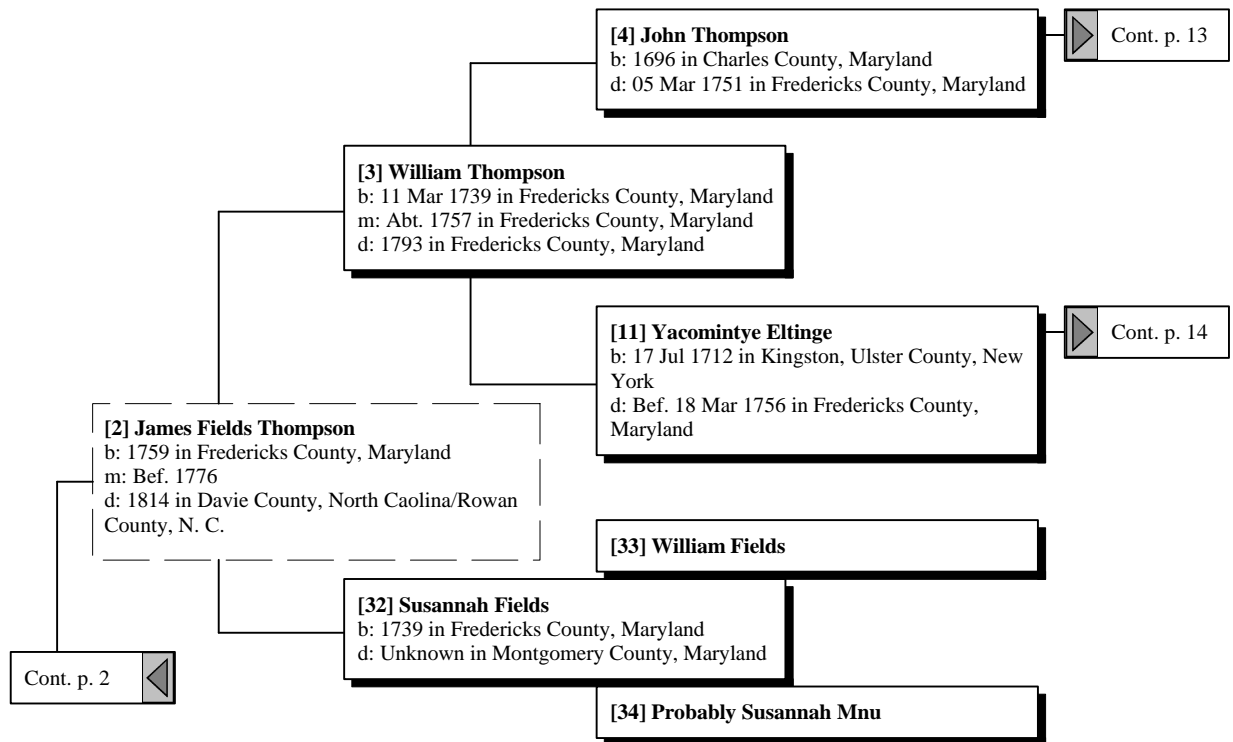 [4] John Thompson
b: 1696 in Charles County, Maryland
d: 05 Mar 1751 in Fredericks County, Maryland
Cont. p. 13
[3] William Thompson
b: 11 Mar 1739 in Fredericks County, Maryland
m: Abt. 1757 in Fredericks County, Maryland
d: 1793 in Fredericks County, Maryland
[11] Yacomintye Eltinge
b: 17 Jul 1712 in Kingston, Ulster County, New
York
d: Bef. 18 Mar 1756 in Fredericks County,
Maryland
Cont. p. 14
[2] James Fields Thompson
b: 1759 in Fredericks County, Maryland
m: Bef. 1776
d: 1814 in Davie County, North Caolina/Rowan
County, N. C.
[33] William Fields
[32] Susannah Fields
b: 1739 in Fredericks County, Maryland
d: Unknown in Montgomery County, Maryland
Cont. p. 2
[34] Probably Susannah Mnu